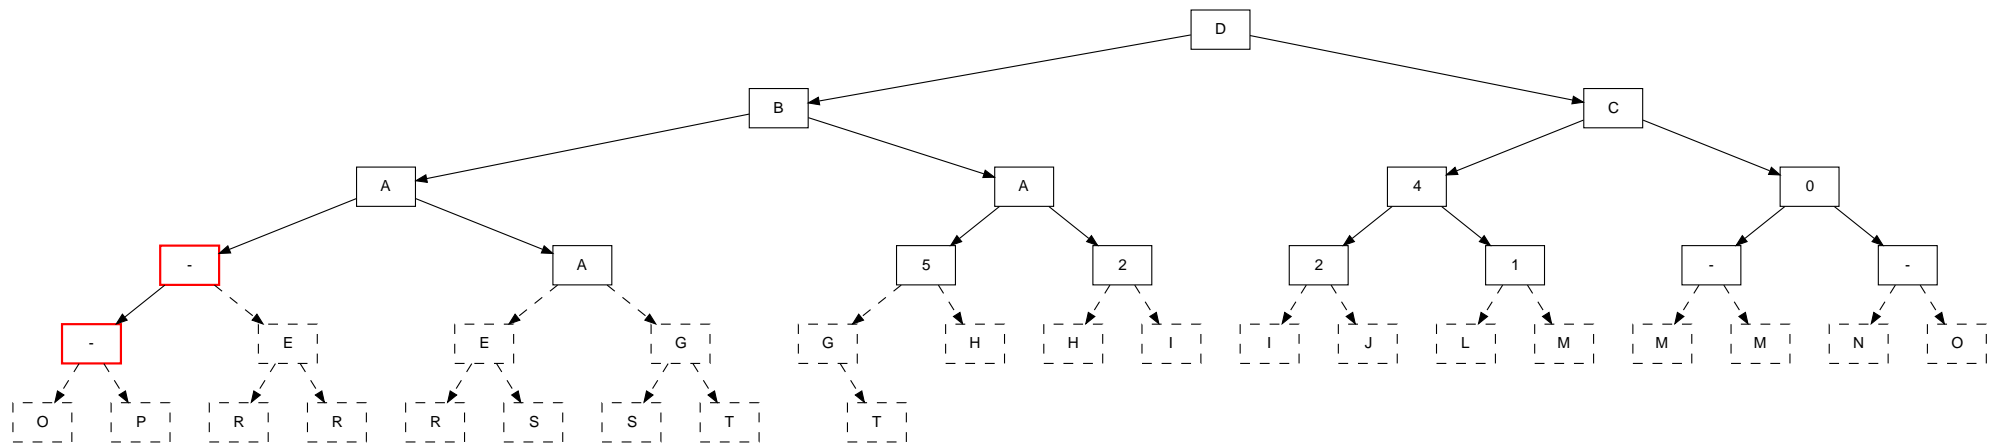 D
B C
A A 4 0
- A 5 2 2 1 - -
- E E G G H H I I J L M M M N O
O P R R R S S T T